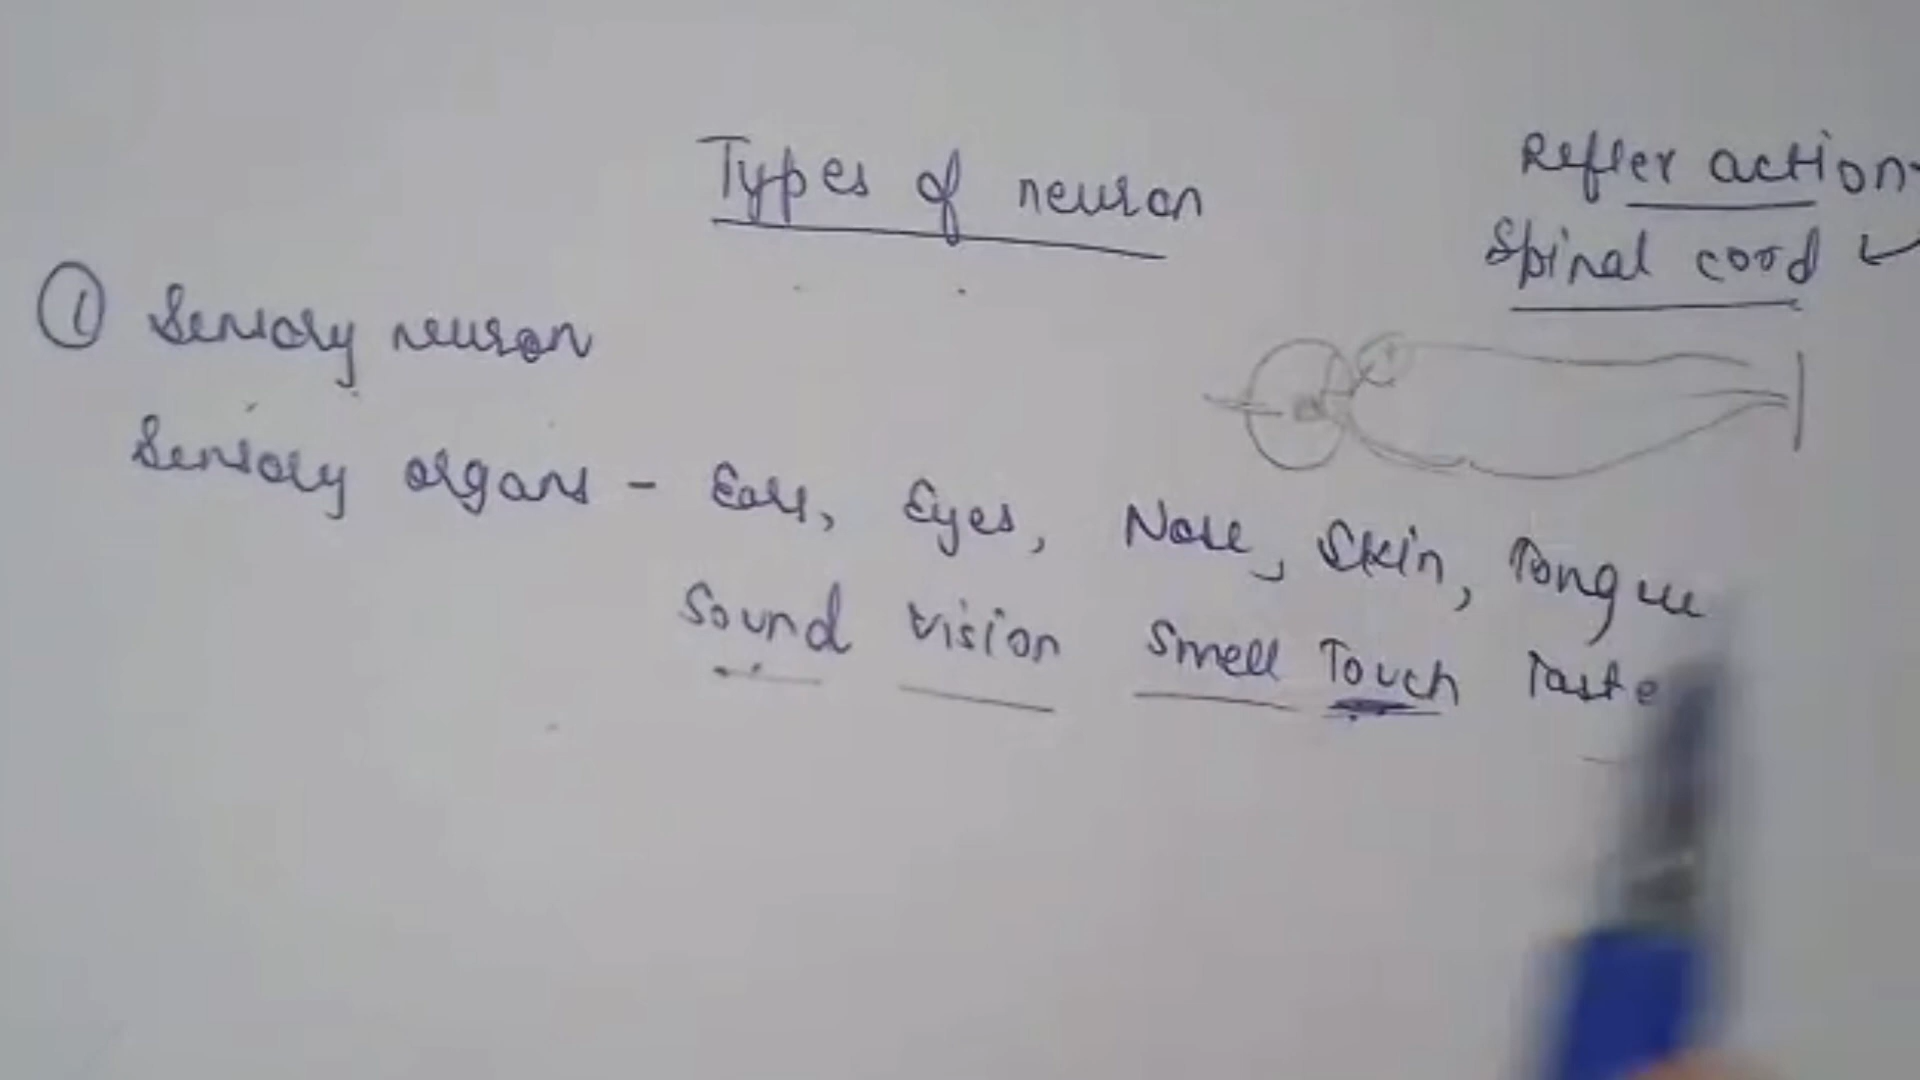 Types of neuron
Reflex action
Spinal cord
① Sensory neuron
Sensory organs - Ears, Eyes, Nose, Skin, Tongue
Sound vision Smell Touch Taste